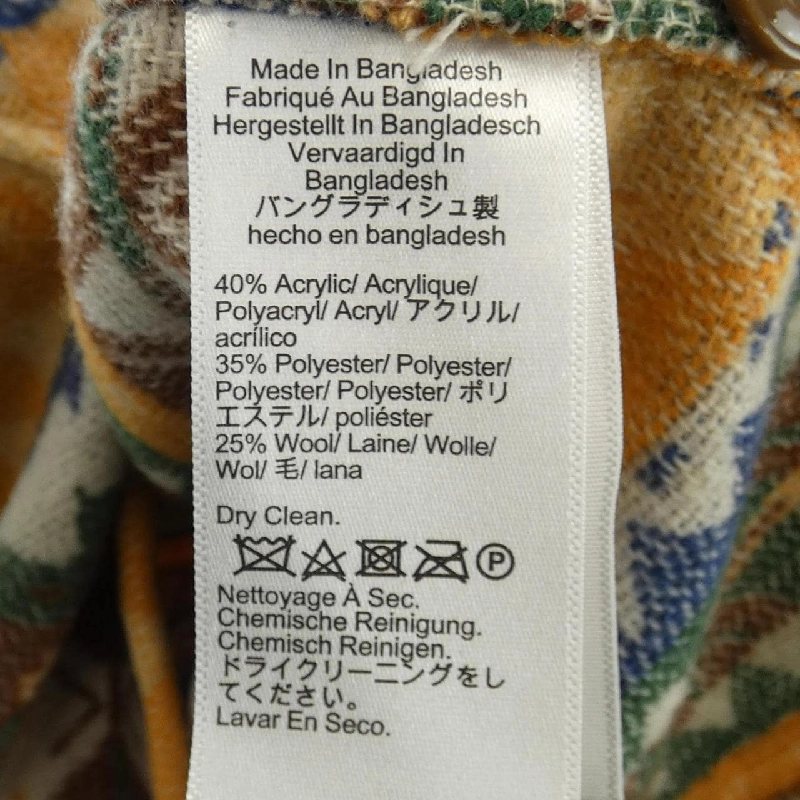 Made In Bangladesh
Fabriqué Au Bangladesh
Hergestellt In Bangladesch
Vervaardigd In
Bangladesh
バングラディシュ製
hecho en bangladesh
40% Acrylic/ Acrylique/
Polyacryl/ Acryl/ アクリル/
acrílico
35% Polyester/ Polyester/
Polyester/ Polyester/ ポリ
エステル/ poliéster
25% Wool/ Laine/ Wolle/
Wol/ 毛/ lana
Dry Clean.
P
Nettoyage À Sec.
Chemische Reinigung.
Chemisch Reinigen.
ドライクリーニングをし
てください。
Lavar En Seco.